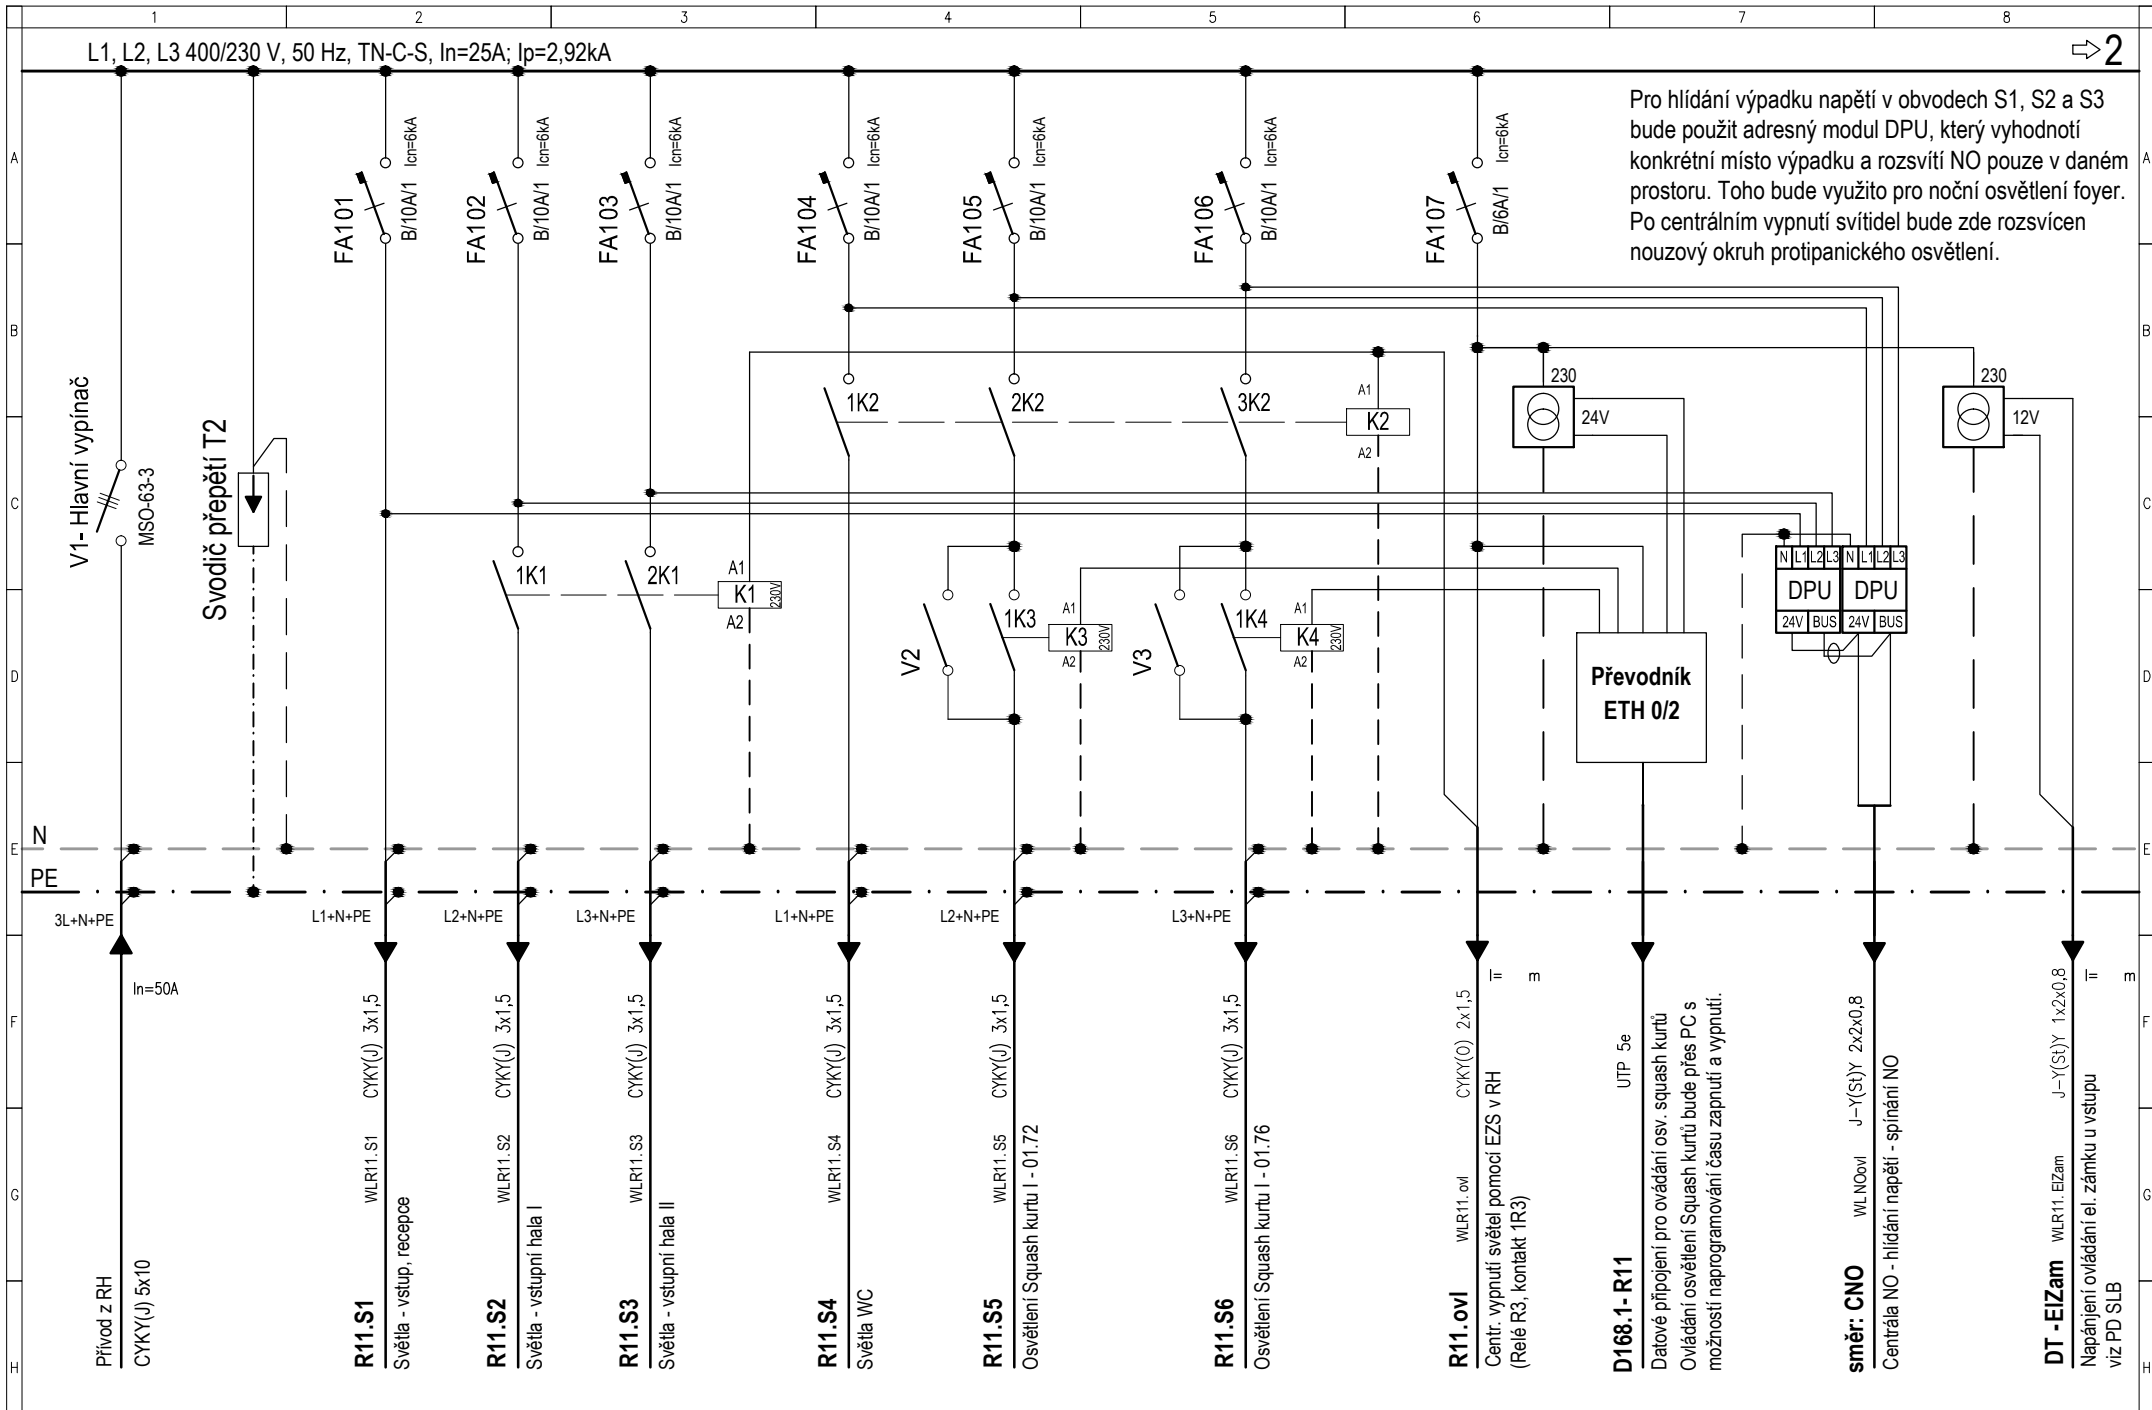 1 2 3 4 5 6 7 8
L1, L2, L3 400/230 V, 50 Hz, TN-C-S, In=25A; Ip=2,92kA
2
Pro hlídání výpadku napětí v obvodech S1, S2 a S3
bude použit adresný modul DPU, který vyhodnotí
konkrétní místo výpadku a rozsvítí NO pouze v daném
prostoru. Toho bude využito pro noční osvětlení foyer.
Po centrálním vypnutí svítidel bude zde rozsvícen
nouzový okruh protipanického osvětlení.
A
A
B
B
C
C
D
D
E
E
F
F
G
G
H
H
FA101
B/10A/1 Icn=6kA
FA102
B/10A/1 Icn=6kA
FA103
B/10A/1 Icn=6kA
FA104
B/10A/1 Icn=6kA
FA105
B/10A/1 Icn=6kA
FA106
B/10A/1 Icn=6kA
FA107
B/6A/1 Icn=6kA
V1- Hlavní vypínač
MSO-63-3
Svodič přepětí T2
1K2
2K2
3K2
A1
K2
A2
230
24V
230
12V
1K1
2K1
A1
K1
230V
A2
V2
1K3
A1
K3
230V
A2
V3
1K4
A1
K4
230V
A2
Převodník
ETH 0/2
N L1 L2 L3 N L1 L2 L3
DPU DPU
24V BUS 24V BUS
N
PE
3L+N+PE
L1+N+PE
L2+N+PE
L3+N+PE
L1+N+PE
L2+N+PE
L3+N+PE
In=50A
Přívod z RH
CYKY(J) 5x10
R11.S1
Světla - vstup, recepce
WLR11.S1 CYKY(J) 3x1,5
R11.S2
Světla - vstupní hala I
WLR11.S2 CYKY(J) 3x1,5
R11.S3
Světla - vstupní hala II
WLR11.S3 CYKY(J) 3x1,5
R11.S4
Světla WC
WLR11.S4 CYKY(J) 3x1,5
R11.S5
Osvětlení Squash kurtu I - 01.72
WLR11.S5 CYKY(J) 3x1,5
R11.S6
Osvětlení Squash kurtu I - 01.76
WLR11.S6 CYKY(J) 3x1,5
R11.ovl
WLR11.ovl CYKY(O) 2x1,5
l= m
Centr. vypnutí světel pomocí EZS v RH
(Relé R3, kontakt 1R3)
D168.1- R11
UTP 5e
Datové připojení pro ovádání osv. squash kurtů
Ovládání osvětlení Squash kurtů bude přes PC s
možností naprogramování času zapnutí a vypnutí.
směr: CNO
WLNOovl J-Y(St)Y 2x2x0,8
Centrála NO - hlídání napětí - spínání NO
DT - ElZam
WLR11.ElZam J-Y(St)Y 1x2x0,8
l= m
Napánjení ovládání el. zámku u vstupu
viz PD SLB